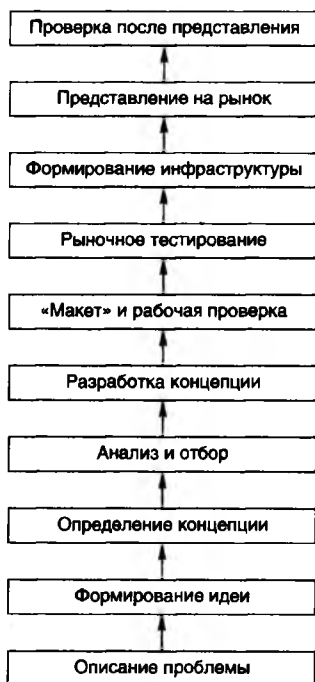 Проверка после представления
Представление на рынок
Формирование инфраструктуры
Рыночное тестирование
«Макет» и рабочая проверка
Разработка концепции
Анализ и отбор
Определение концепции
Формирование идеи
Описание проблемы